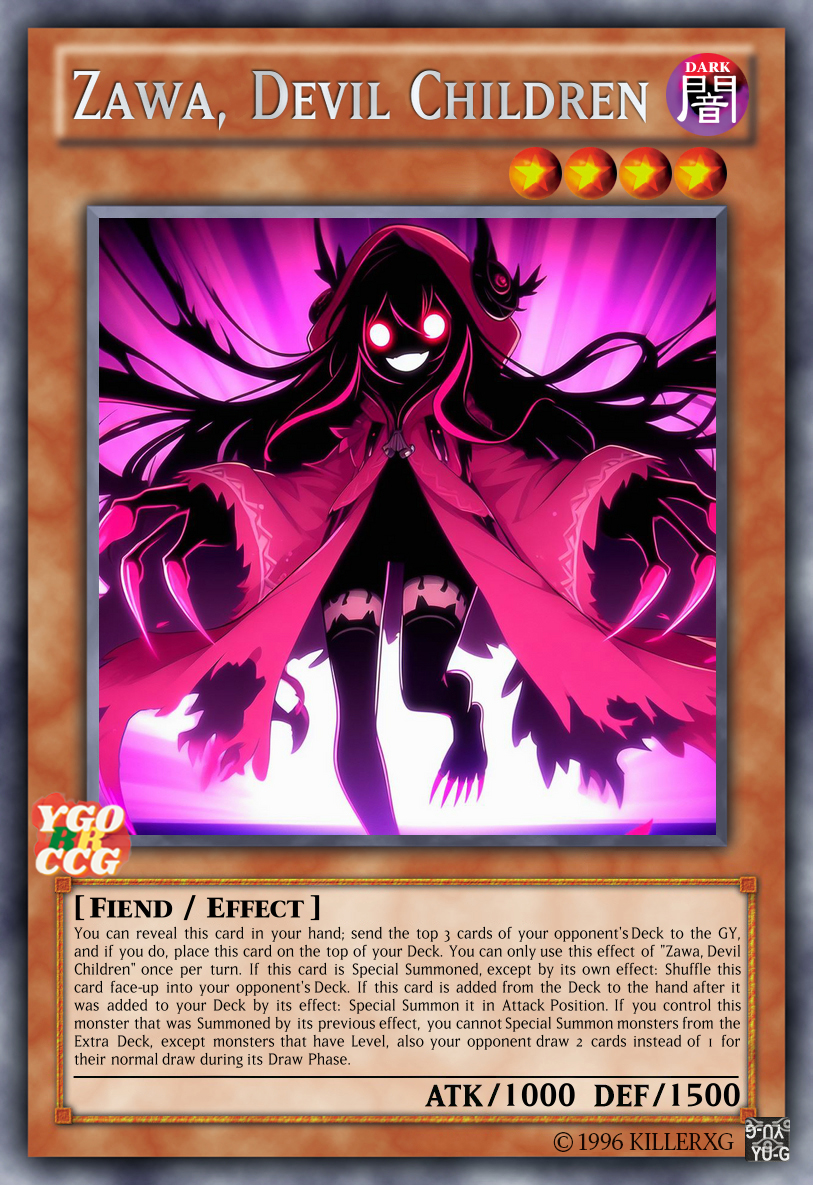 Zawa, Devil Children
DARK
闇
YGO
RR
CCG
[ Fiend / Effect ]
You can reveal this card in your hand; send the top 3 cards of your opponent's Deck to the GY,
and if you do, place this card on the top of your Deck. You can only use this effect of "Zawa, Devil
Children" once per turn. If this card is Special Summoned, except by its own effect: Shuffle this
card face-up into your opponent's Deck. If this card is added from the Deck to the hand after it
was added to your Deck by its effect: Special Summon it in Attack Position. If you control this
monster that was Summoned by its previous effect, you cannot Special Summon monsters from the
Extra Deck, except monsters that have Level, also your opponent draw 2 cards instead of 1 for
their normal draw during its Draw Phase.
ATK/1000 DEF/1500
© 1996 KILLERXG
YU-G
YU-G